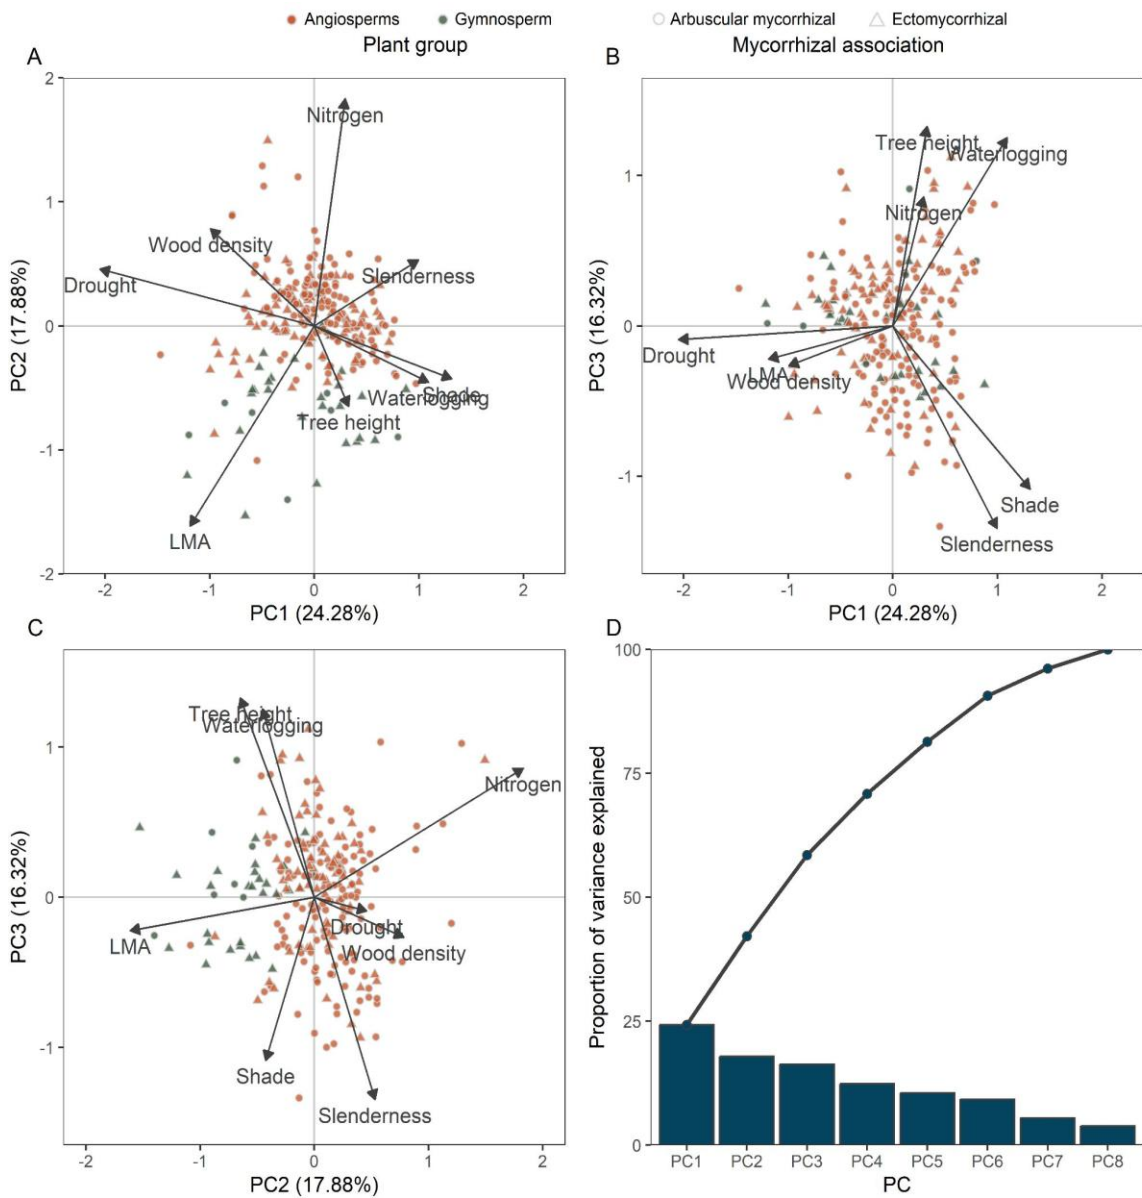 Angiosperms Gymnosperm Arbuscular mycorrhizal Ectomycorrhizal
Plant group Mycorrhizal association
A
2
1
0
-1
-2
PC2 (17.88%)
Nitrogen
Wood density
Slenderness
Drought
Waterlogging
Shade
Tree height
LMA
-2 -1 0 1 2
PC1 (24.28%)
B
1
0
-1
PC3 (16.32%)
Tree height
Waterlogging
Nitrogen
Drought
LMA
Wood density
Shade
Slenderness
-2 -1 0 1 2
PC1 (24.28%)
C
1
0
-1
PC3 (16.32%)
Tree height
Waterlogging
Nitrogen
Drought
LMA
Wood density
Shade
Slenderness
-2 -1 0 1 2
PC2 (17.88%)
D
100
75
50
25
0
Proportion of variance explained
PC1 PC2 PC3 PC4 PC5 PC6 PC7 PC8
PC